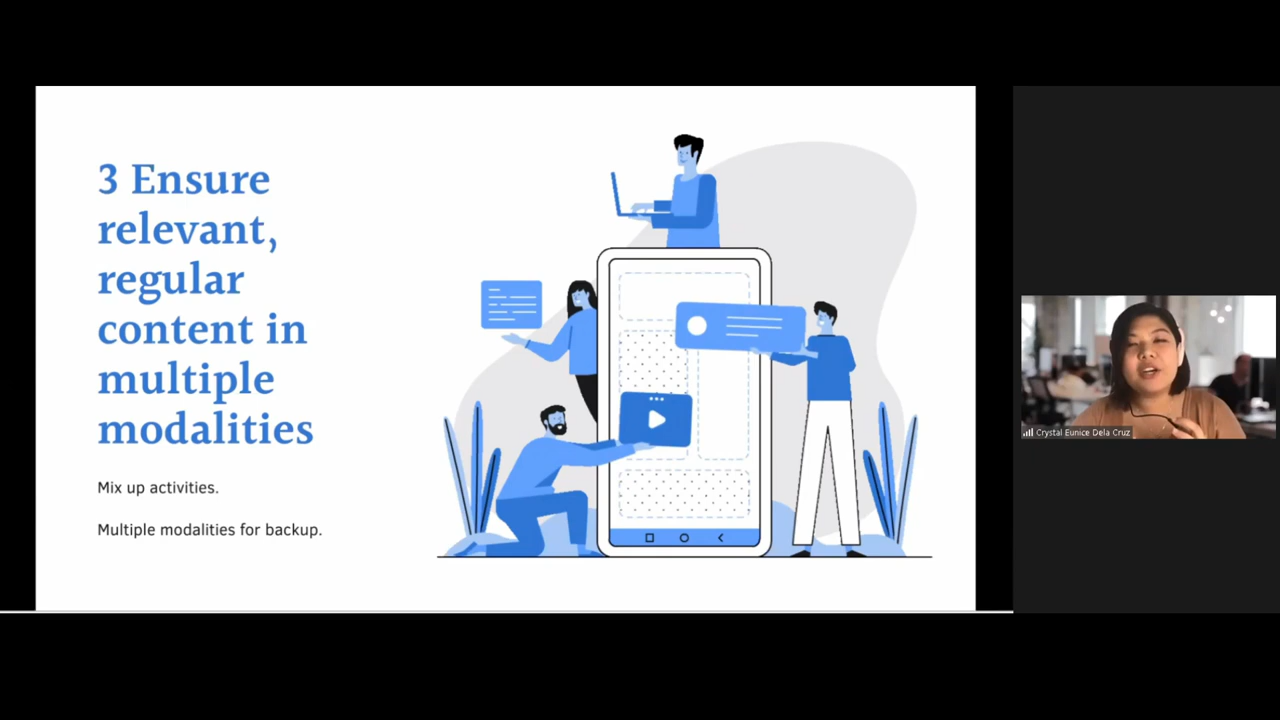 3 Ensure
relevant,
regular
content in
multiple
modalities
Mix up activities.
Multiple modalities for backup.
Crystal Eunice Dela Cruz